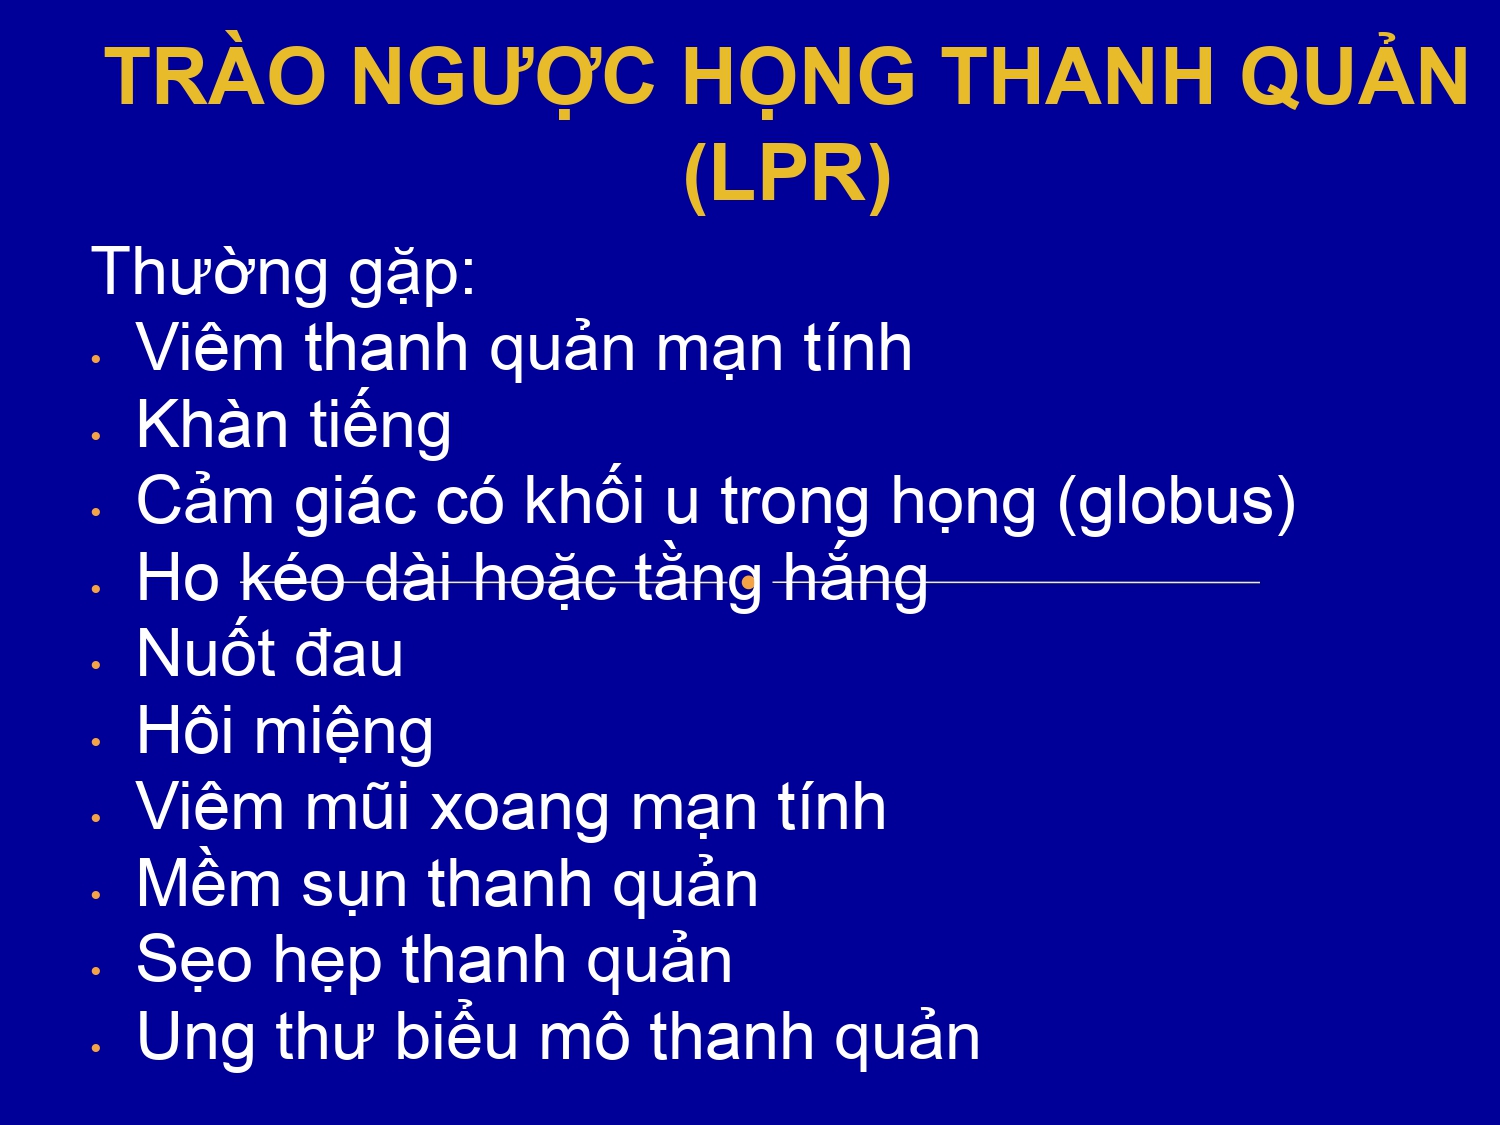 TRÀO NGƯỢC HỌNG THANH QUẢN
(LPR)
Thường gặp:
• Viêm thanh quản mạn tính
• Khàn tiếng
• Cảm giác có khối u trong họng (globus)
• Ho kéo dài hoặc tằng hắng
• Nuốt đau
• Hôi miệng
• Viêm mũi xoang mạn tính
• Mềm sụn thanh quản
• Sẹo hẹp thanh quản
• Ung thư biểu mô thanh quản